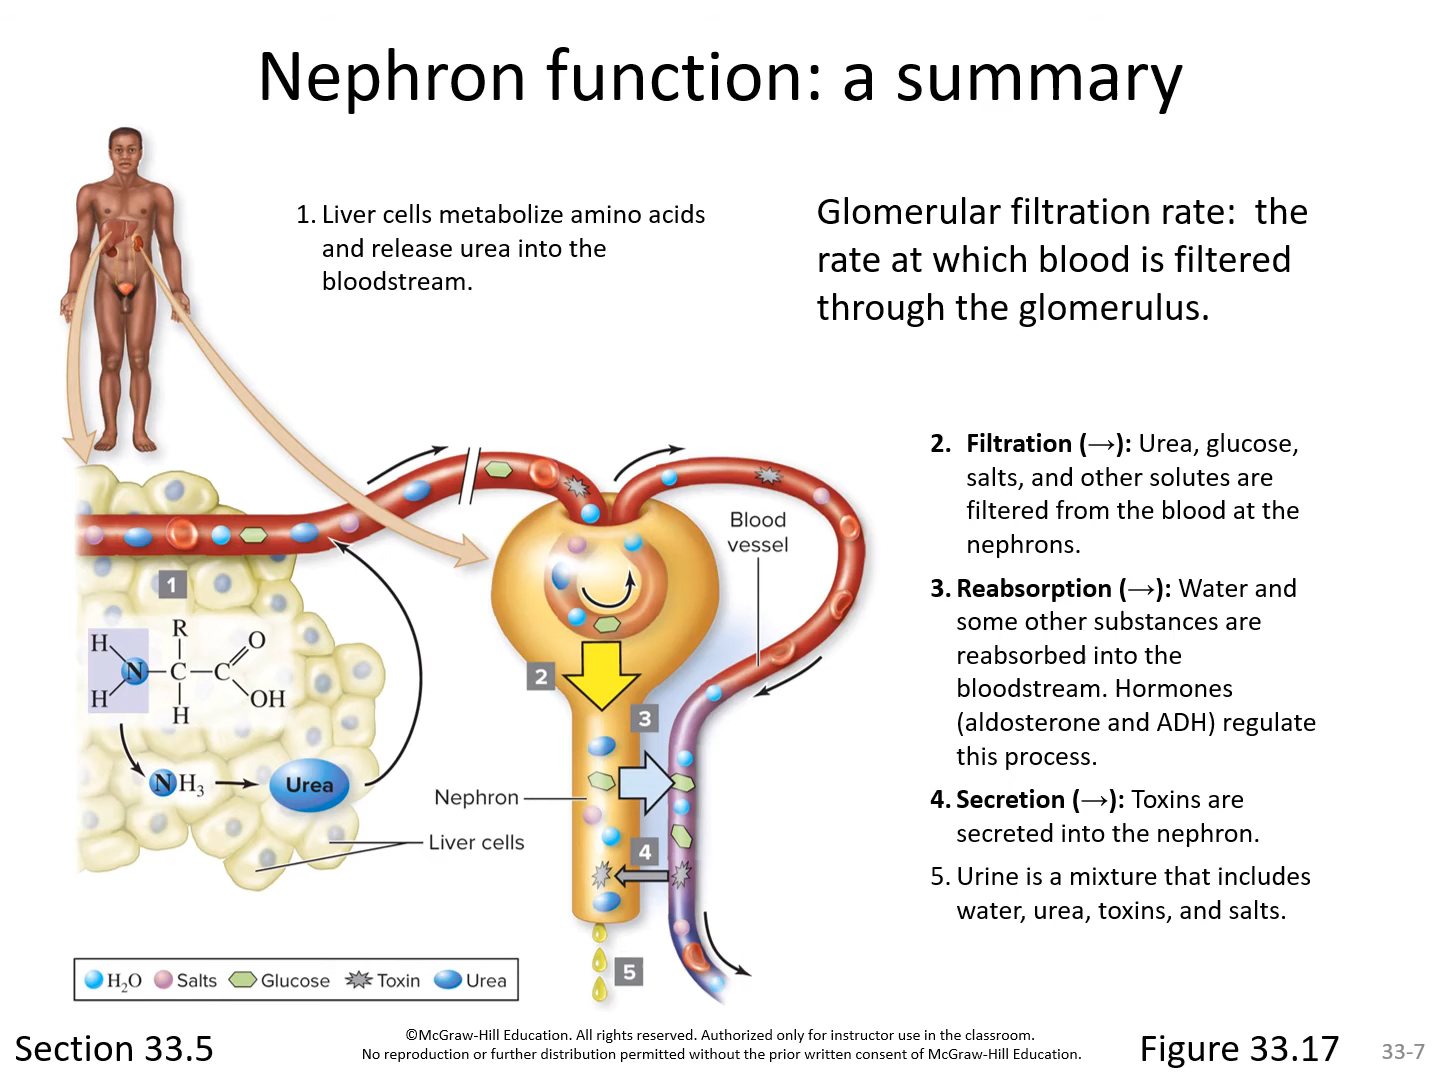 Nephron function: a summary
1. Liver cells metabolize amino acids
and release urea into the
bloodstream.
Glomerular filtration rate:  the
rate at which blood is filtered
through the glomerulus.
2. Filtration (→): Urea, glucose,
salts, and other solutes are
filtered from the blood at the
nephrons.
3. Reabsorption (→): Water and
some other substances are
reabsorbed into the
bloodstream. Hormones
(aldosterone and ADH) regulate
this process.
4. Secretion (→): Toxins are
secreted into the nephron.
5. Urine is a mixture that includes
water, urea, toxins, and salts.
Blood
vessel
1
R
H
O
N
C
C
H
OH
H
NH₃
Urea
2
3
Nephron
4
Liver cells
5
H₂O Salts Glucose Toxin Urea
Section 33.5
©McGraw-Hill Education. All rights reserved. Authorized only for instructor use in the classroom.
No reproduction or further distribution permitted without the prior written consent of McGraw-Hill Education.
Figure 33.17
33-7